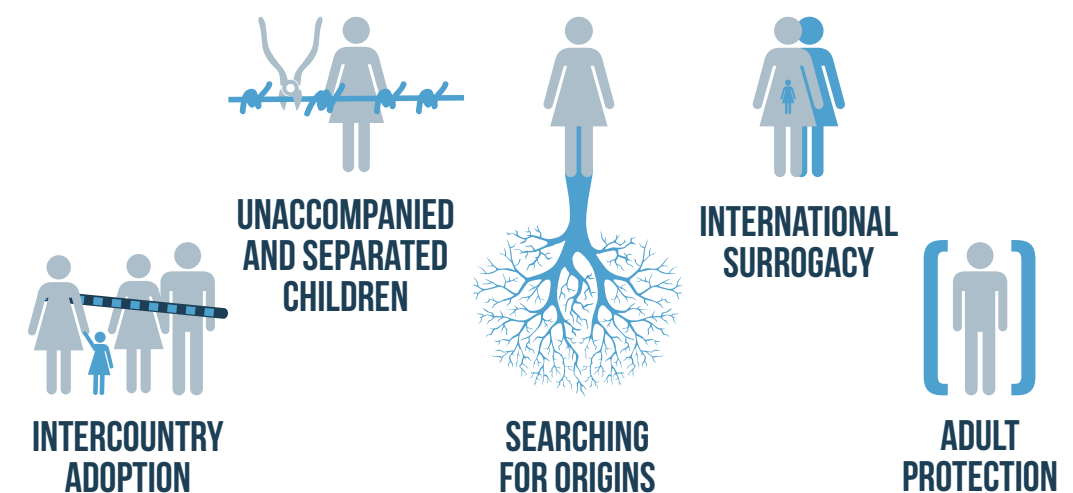 UNACCOMPANIED
AND SEPARATED
CHILDREN
INTERNATIONAL
SURROGACY
INTERCOUNTRY
ADOPTION
SEARCHING
FOR ORIGINS
ADULT
PROTECTION